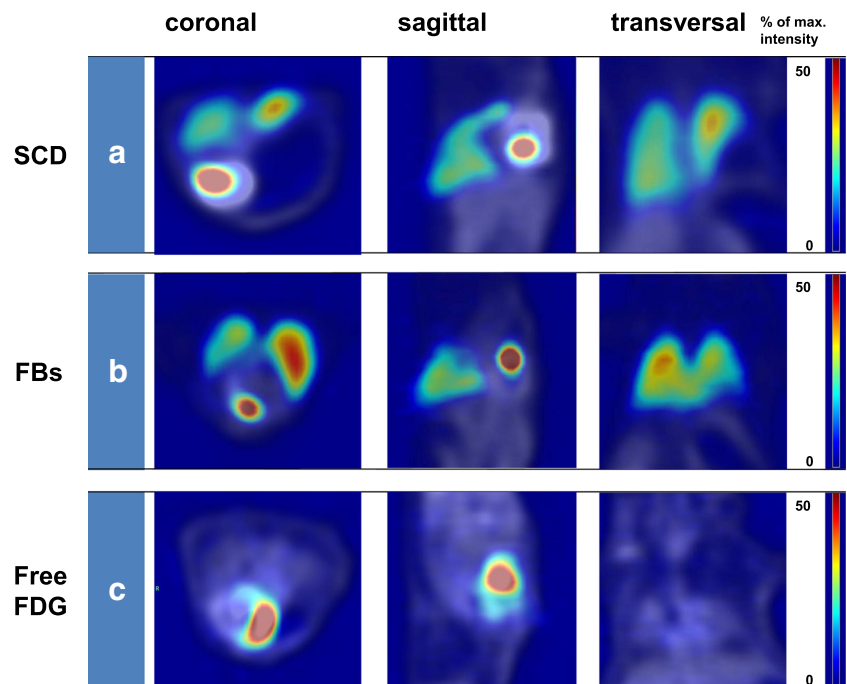 coronal sagittal transversal % of max.
intensity
50
SCD a
0
50
FBs b
0
50
Free
FDG c
R
0